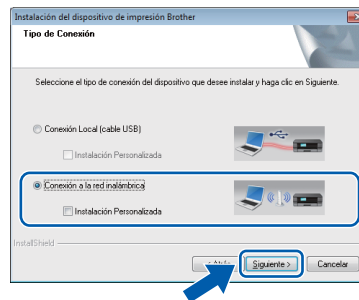 Instalación del dispositivo de impresión Brother
Tipo de Conexión
Seleccione el tipo de conexión del dispositivo que desee instalar y haga clic en Siguiente.
Conexión Local (cable USB)
Instalación Personalizada
Conexión a la red inalámbrica
Instalación Personalizada
InstallShield
Siguiente > Cancelar